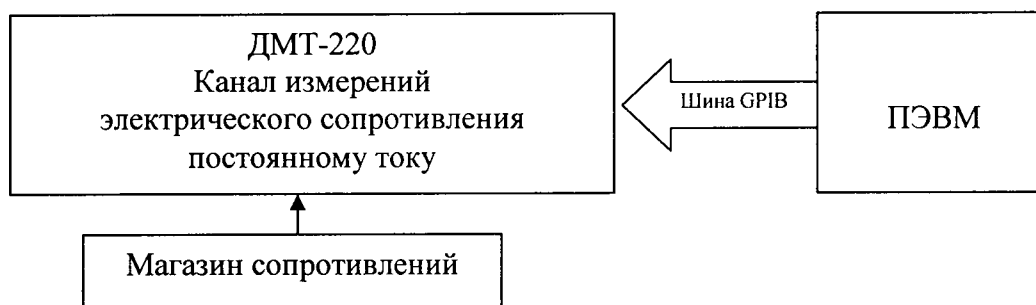 ДМТ-220
Канал измерений
электрического сопротивления
постоянному току
Шина GPIB
ПЭВМ
Магазин сопротивлений